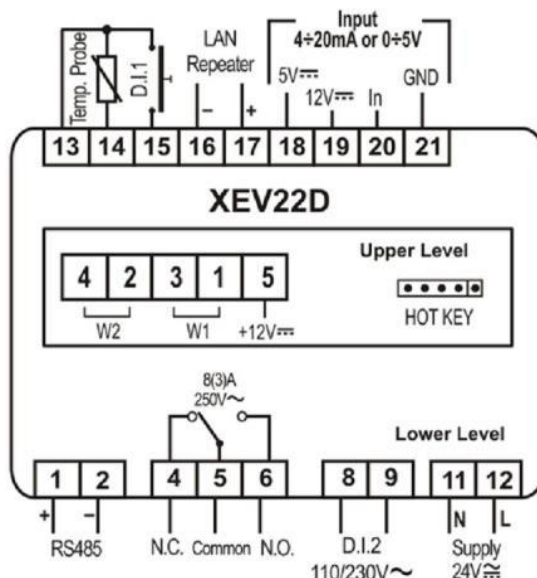 Input
4÷20mA or 0÷5V
LAN
Repeater
Temp. Probe
D.I.1
5V⎓
12V⎓
In
GND
− +
13 14 15 16 17 18 19 20 21
XEV22D
Upper Level
4 2 3 1 5
W2 W1 +12V⎓
HOT KEY
8(3)A
250V～
Lower Level
1 2 4 5 6 8 9 11 12
+ − N L
RS485 N.C. Common N.O. D.I.2 Supply
110/230V～ 24V≂